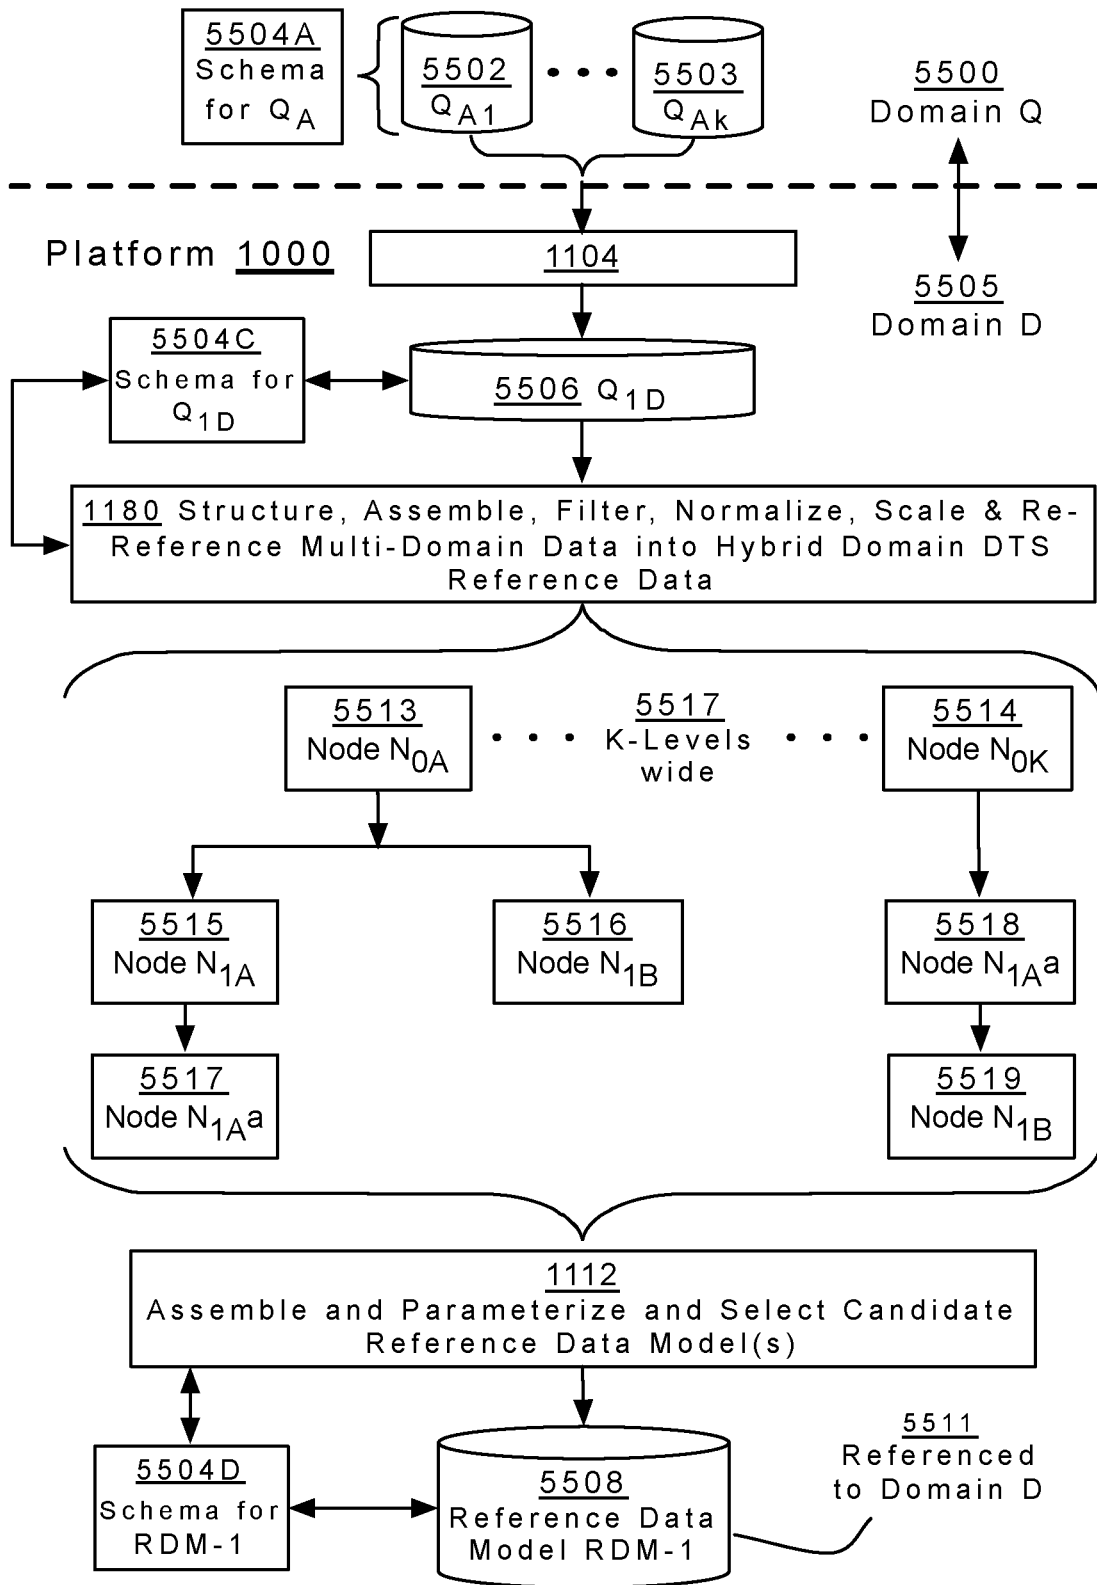 5504A
Schema
for QA
5502
QA1
5503
QAk
5500
Domain Q
Platform 1000
1104
5505
Domain D
5504C
Schema for
Q1D
5506 Q1D
1180 Structure, Assemble, Filter, Normalize, Scale & Re-
Reference Multi-Domain Data into Hybrid Domain DTS
Reference Data
5513
Node N0A
5517
K-Levels
wide
5514
Node N0K
5515
Node N1A
5516
Node N1B
5518
Node N1Aa
5517
Node N1Aa
5519
Node N1B
1112
Assemble and Parameterize and Select Candidate
Reference Data Model(s)
5504D
Schema for
RDM-1
5508
Reference Data
Model RDM-1
5511
Referenced
to Domain D